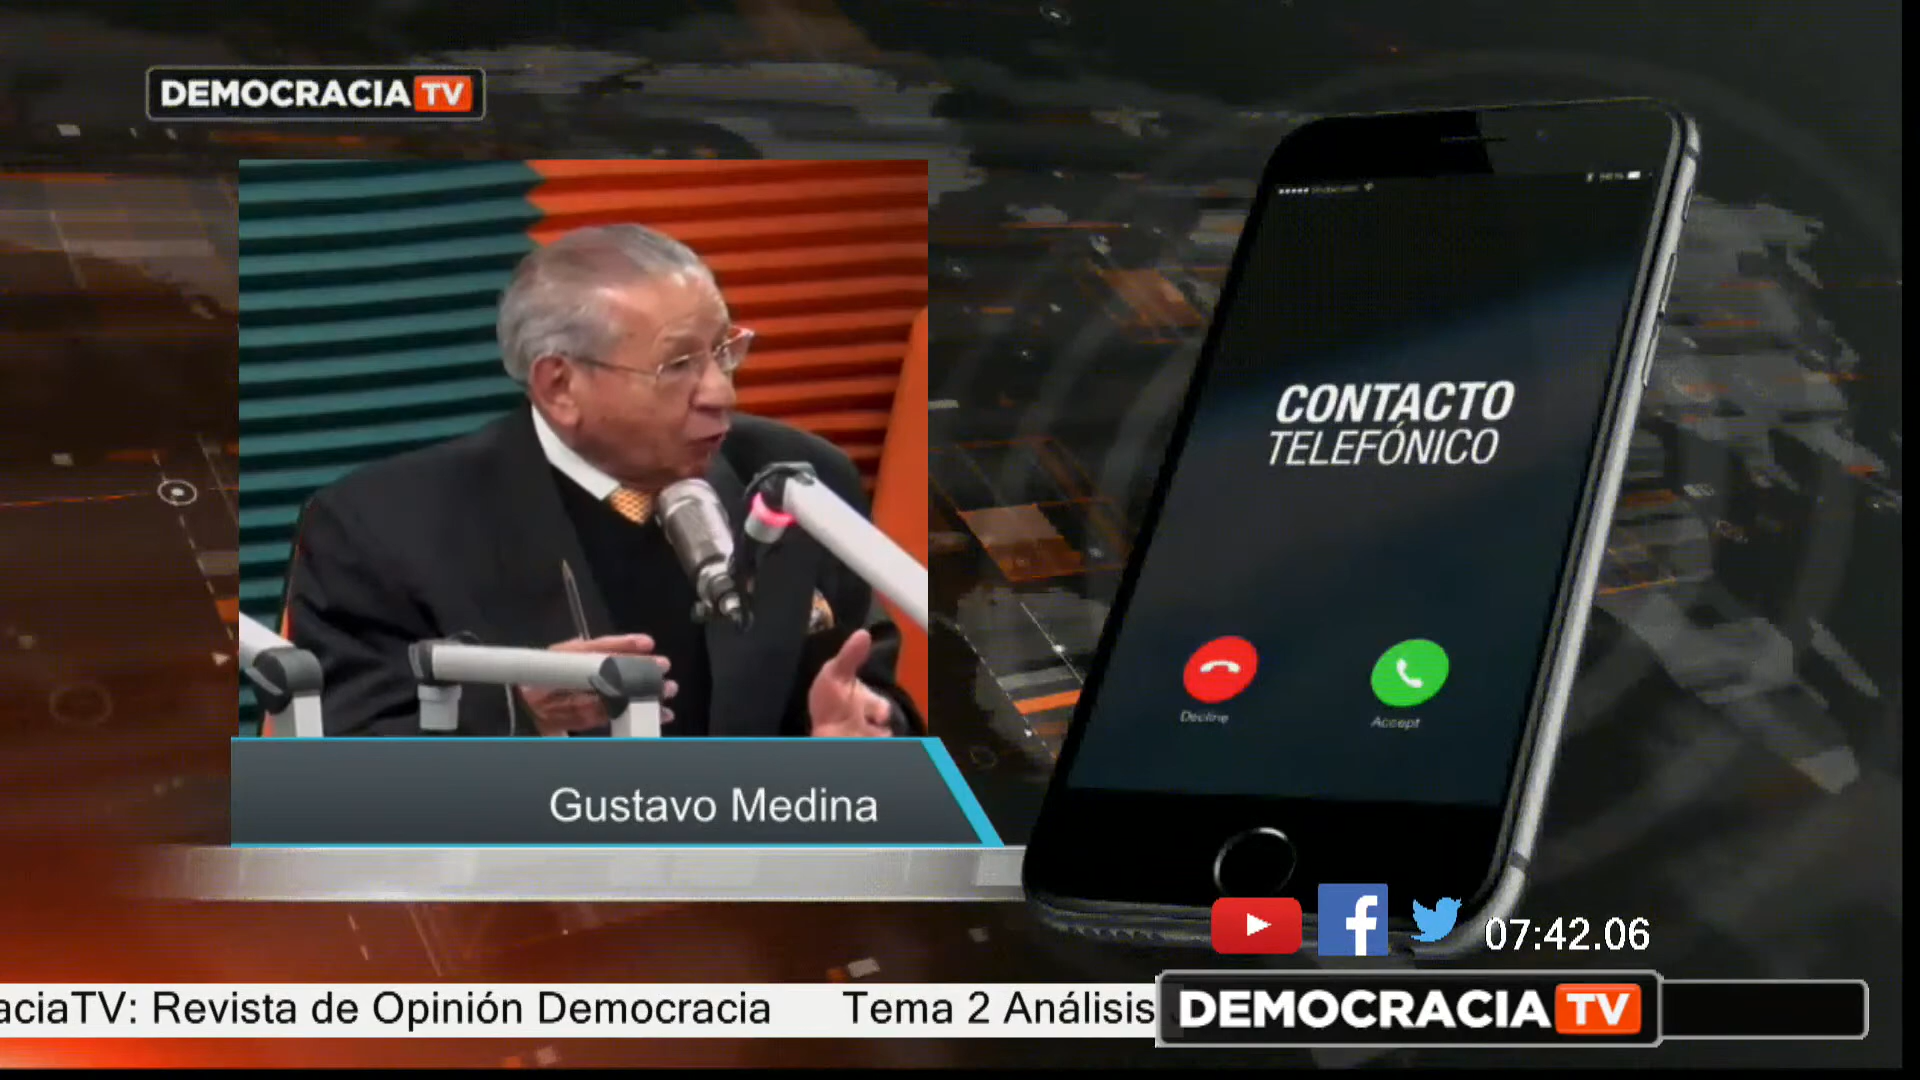 DEMOCRACIA TV
CONTACTO
TELEFÓNICO
Decline
Accept
Gustavo Medina
07:42.06
aciaTV: Revista de Opinión Democracia Tema 2 Análisis
DEMOCRACIA TV